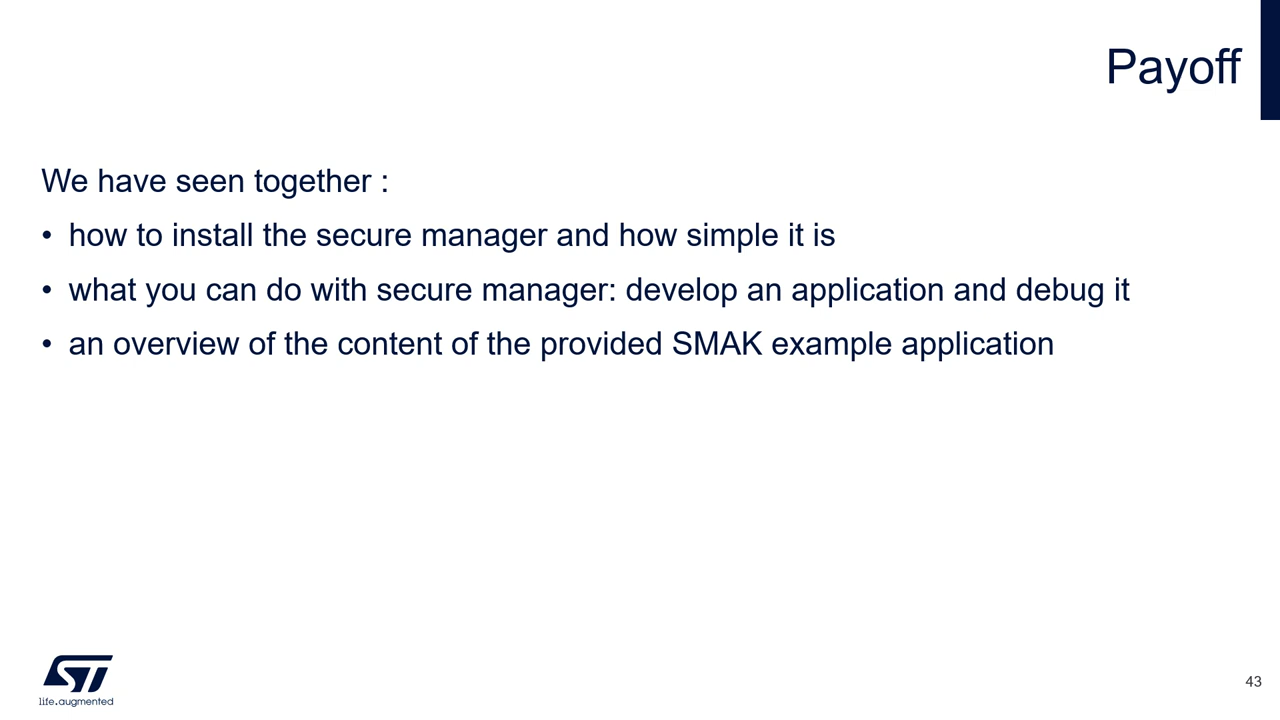 Payoff
We have seen together :
• how to install the secure manager and how simple it is
• what you can do with secure manager: develop an application and debug it
• an overview of the content of the provided SMAK example application
ST
life.augmented
43